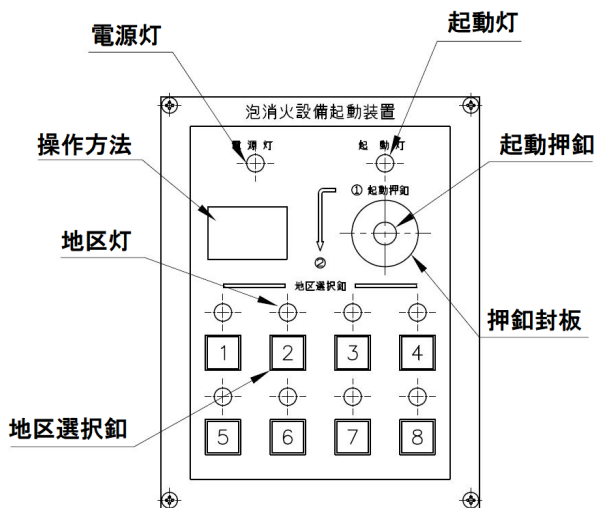 起動灯
電源灯
泡消火設備起動装置
操作方法
電源灯
起動灯
起動押釦
① 起動押釦
地区灯
②
地区選択釦
押釦封板
1
2
3
4
地区選択釦
5
6
7
8